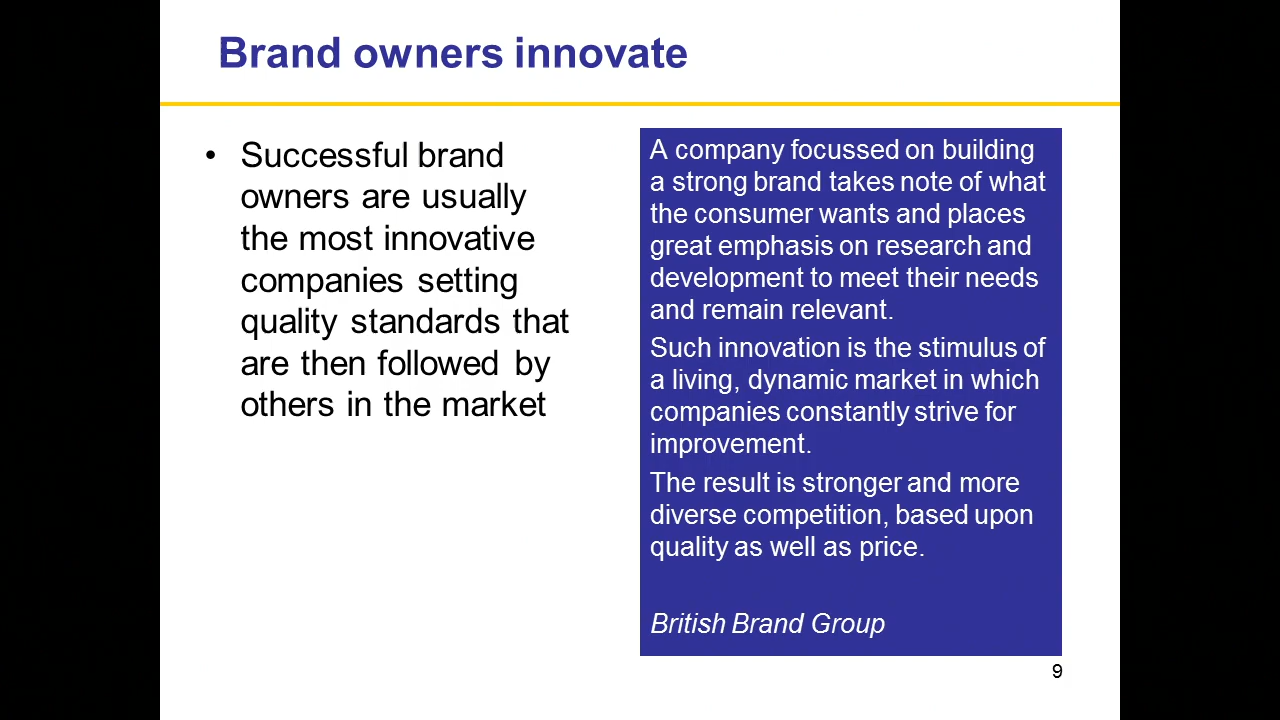 Brand owners innovate
• Successful brand
owners are usually
the most innovative
companies setting
quality standards that
are then followed by
others in the market
A company focussed on building
a strong brand takes note of what
the consumer wants and places
great emphasis on research and
development to meet their needs
and remain relevant.
Such innovation is the stimulus of
a living, dynamic market in which
companies constantly strive for
improvement.
The result is stronger and more
diverse competition, based upon
quality as well as price.
British Brand Group
9